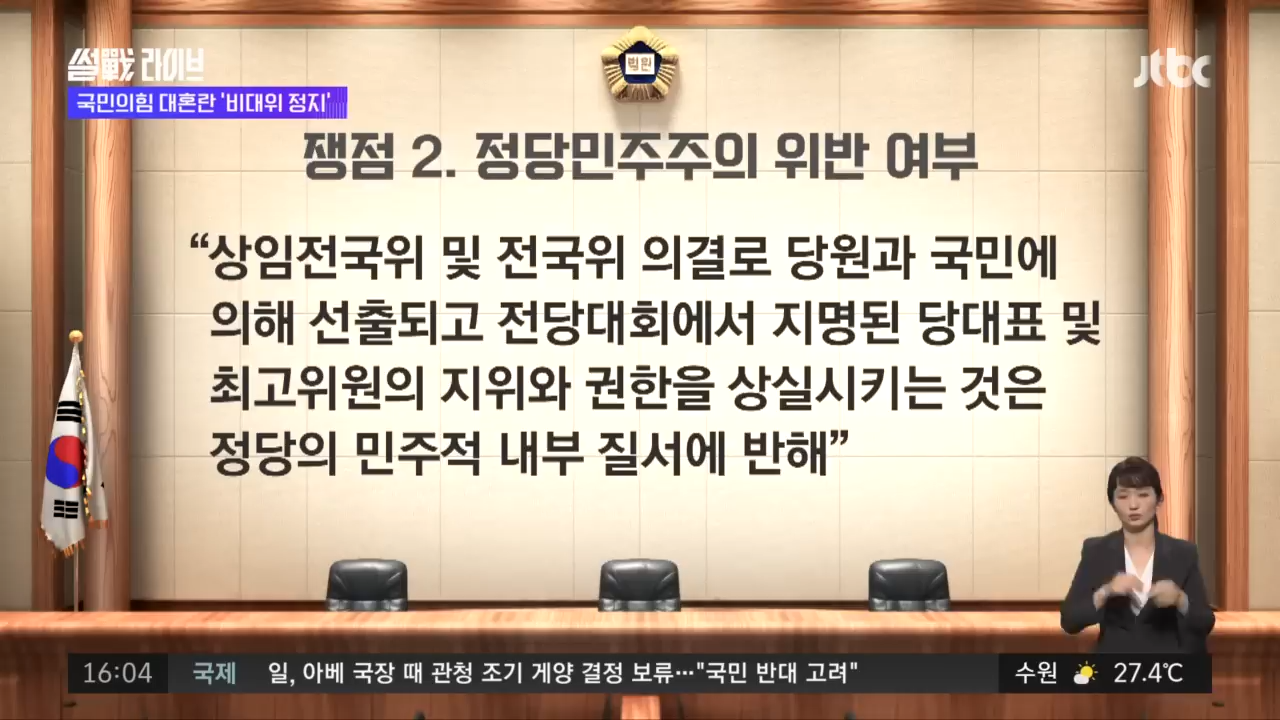 썰戰 라이브
jtbc
국민의힘 대혼란 '비대위 정지'
법원
쟁점 2. 정당민주주의 위반 여부
“상임전국위 및 전국위 의결로 당원과 국민에
의해 선출되고 전당대회에서 지명된 당대표 및
최고위원의 지위와 권한을 상실시키는 것은
정당의 민주적 내부 질서에 반해”
16:04 국제 일, 아베 국장 때 관청 조기 게양 결정 보류…"국민 반대 고려" 수원 27.4℃